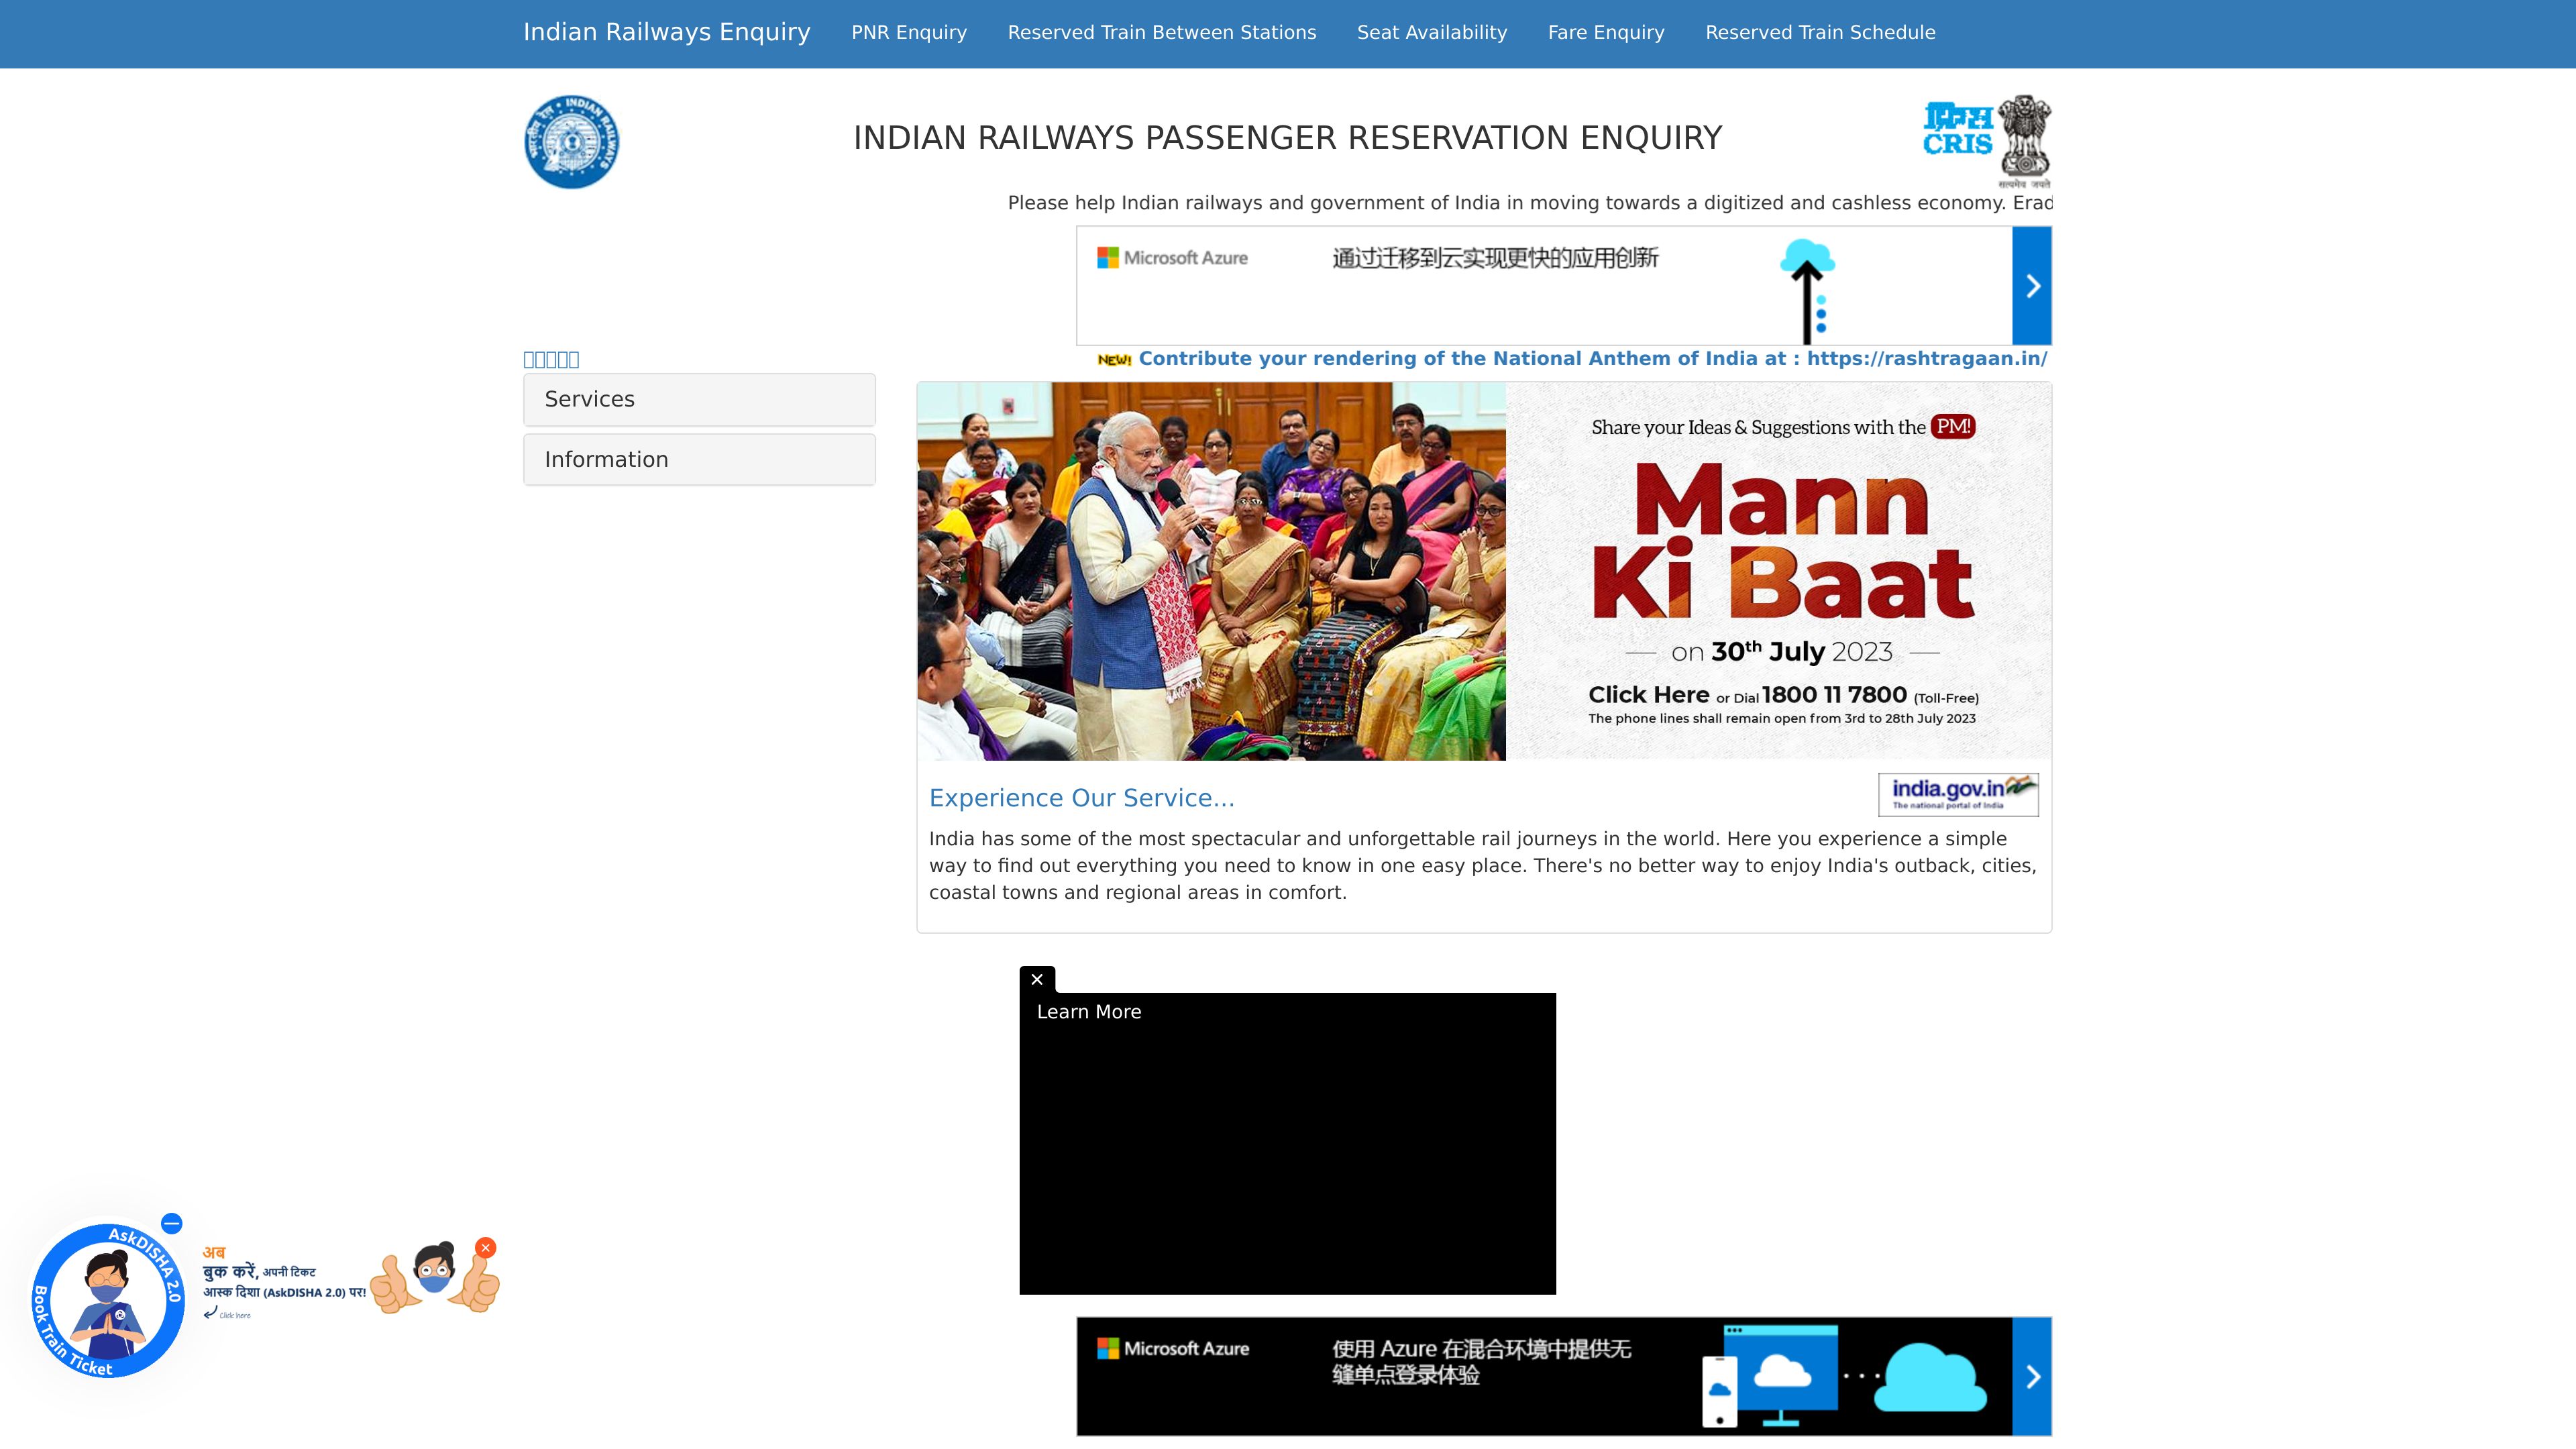 Indian Railways Enquiry PNR Enquiry Reserved Train Between Stations Seat Availability Fare Enquiry Reserved Train Schedule
भारतीय रेल • INDIAN RAILWAYS
INDIAN RAILWAYS PASSENGER RESERVATION ENQUIRY
क्रिस
CRIS
सत्यमेव जयते
Please help Indian railways and government of India in moving towards a digitized and cashless economy. Erad
Microsoft Azure
通过迁移到云实现更快的应用创新
NEW! Contribute your rendering of the National Anthem of India at : https://rashtragaan.in/
Services
Information
Share your Ideas & Suggestions with the PM!
Mann
Ki Baat
on 30th July 2023
Click Here or Dial 1800 11 7800 (Toll-Free)
The phone lines shall remain open from 3rd to 28th July 2023
Experience Our Service...
india.gov.in
The national portal of India
India has some of the most spectacular and unforgettable rail journeys in the world. Here you experience a simple
way to find out everything you need to know in one easy place. There's no better way to enjoy India's outback, cities,
coastal towns and regional areas in comfort.
Learn More
AskDISHA 2.0
Book Train Ticket
अब
बुक करें, अपनी टिकट
आस्क दिशा (AskDISHA 2.0) पर!
Click here
Microsoft Azure
使用 Azure 在混合环境中提供无
缝单点登录体验